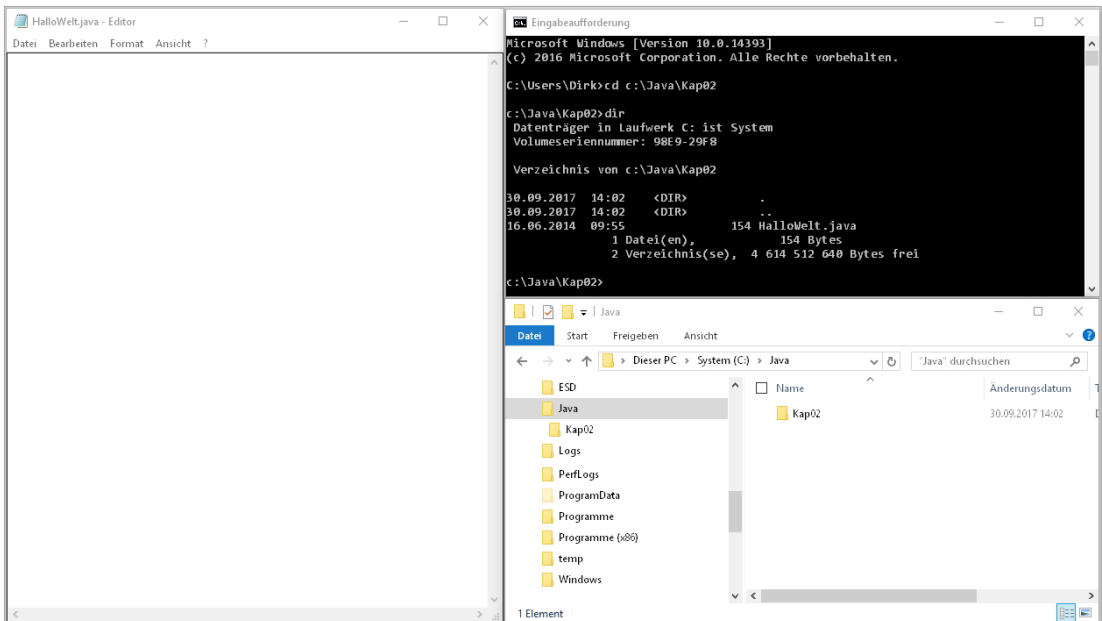 HalloWelt.java - Editor
Datei Bearbeiten Format Ansicht ?
Eingabeaufforderung
Microsoft Windows [Version 10.0.14393]
(c) 2016 Microsoft Corporation. Alle Rechte vorbehalten.
C:\Users\Dirk>cd c:\Java\Kap02
c:\Java\Kap02>dir
Datenträger in Laufwerk C: ist System
Volumeseriennummer: 98E9-29F8
Verzeichnis von c:\Java\Kap02
30.09.2017 14:02 <DIR> .
30.09.2017 14:02 <DIR> ..
16.06.2014 09:55 154 HalloWelt.java
1 Datei(en), 154 Bytes
2 Verzeichnis(se), 4 614 512 640 Bytes frei
c:\Java\Kap02>
Java
Datei Start Freigeben Ansicht ?
Dieser PC > System (C:) > Java "Java" durchsuchen
ESD
Java
Kap02
Logs
PerfLogs
ProgramData
Programme
Programme (x86)
temp
Windows
Name Änderungsdatum
Kap02 30.09.2017 14:02
1 Element